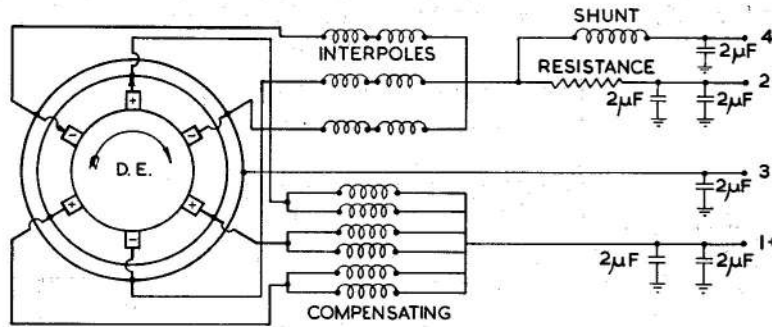 SHUNT
4
2µF
INTERPOLES
RESISTANCE
2
2µF
2µF
+
-
-
D.E.
3
2µF
+
+
-
1+
2µF
2µF
COMPENSATING